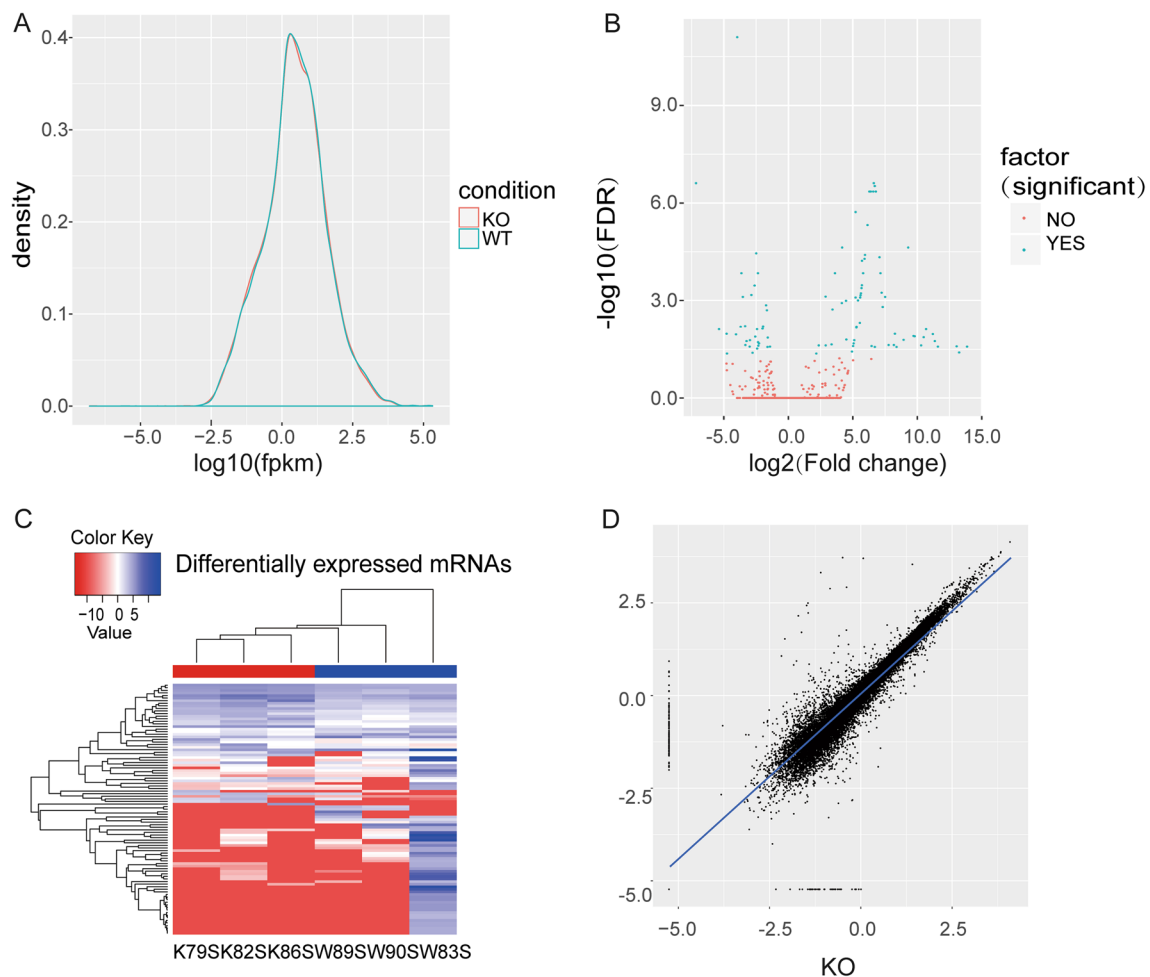 A
0.4
0.3
0.2
0.1
0.0
density
−5.0
−2.5
0.0
2.5
5.0
log10(fpkm)
condition
KO
WT
B
9.0
6.0
3.0
0.0
-log10(FDR)
-5.0
0.0
5.0
10.0
15.0
log2(Fold change)
factor
(significant)
NO
YES
C
Color Key
−10 0 5
Value
Differentially expressed mRNAs
K79SK82SK86SW89SW90SW83S
D
2.5
0.0
-2.5
-5.0
−5.0
-2.5
0.0
2.5
KO